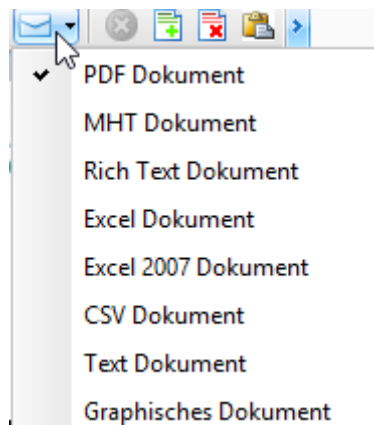 PDF Dokument
MHT Dokument
Rich Text Dokument
Excel Dokument
Excel 2007 Dokument
CSV Dokument
Text Dokument
Graphisches Dokument